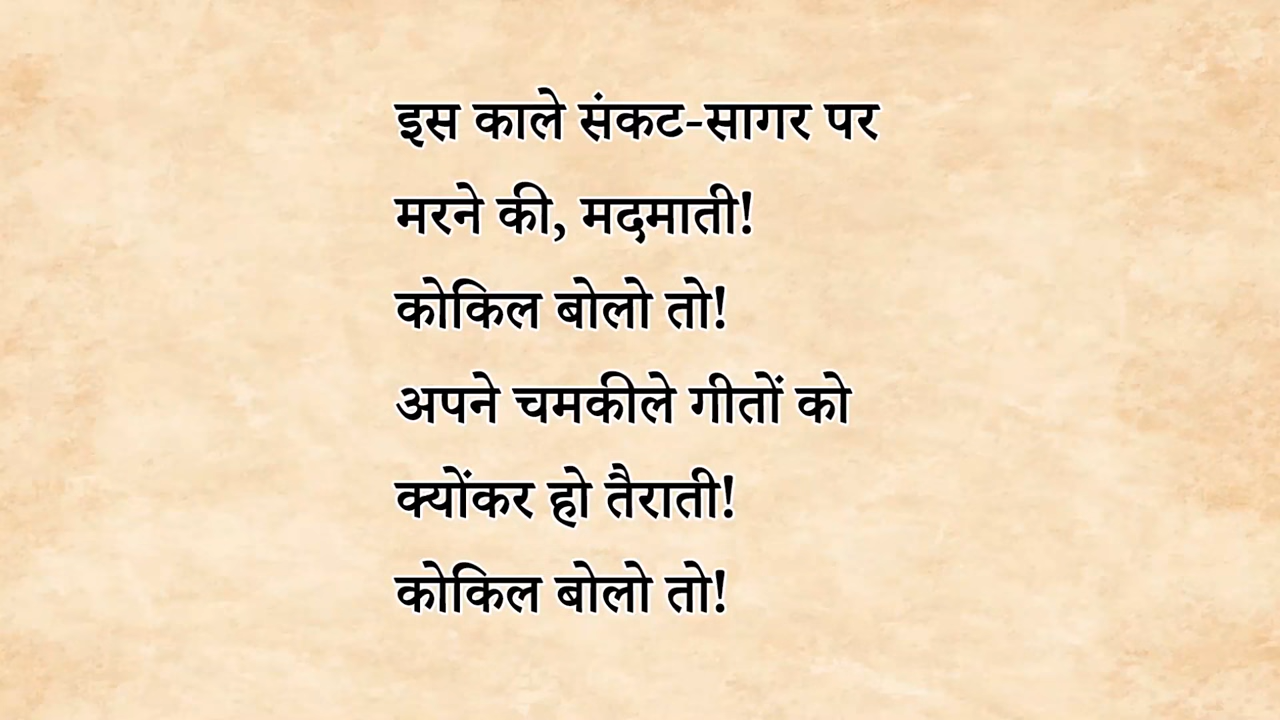 इस काले संकट-सागर पर
मरने की, मदमाती!
कोकिल बोलो तो!
अपने चमकीले गीतों को
क्योंकर हो तैराती!
कोकिल बोलो तो!